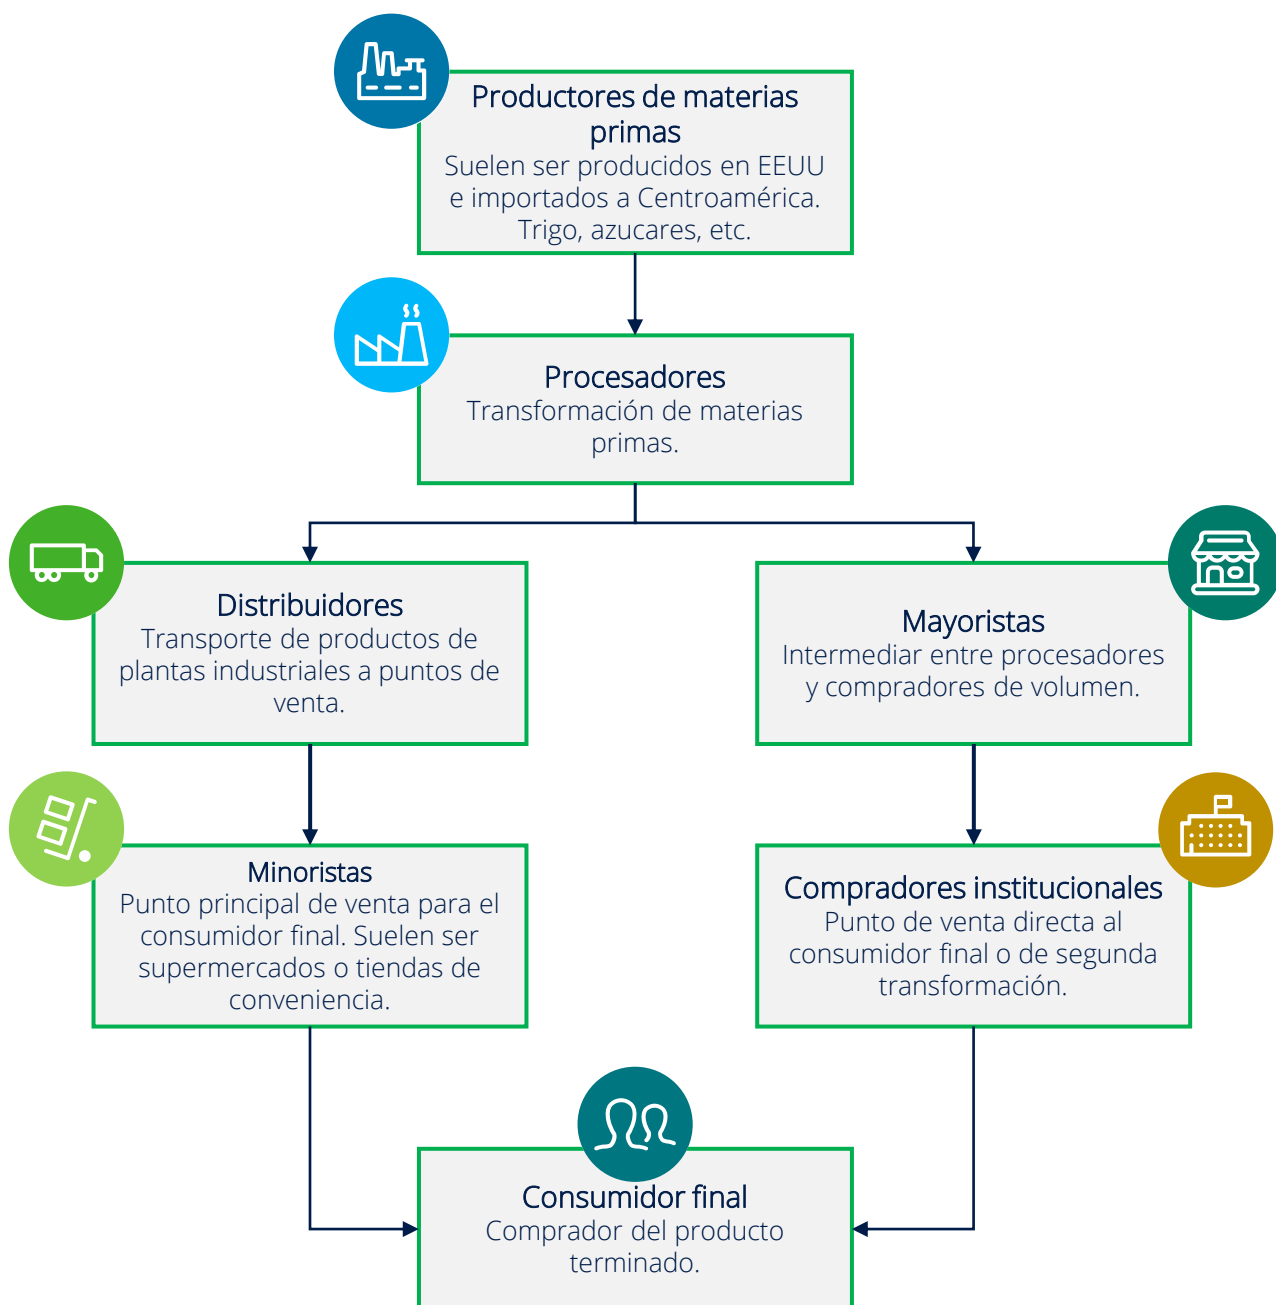 Productores de materias
primas
Suelen ser producidos en EEUU
e importados a Centroamérica.
Trigo, azucares, etc.
Procesadores
Transformación de materias
primas.
Distribuidores
Transporte de productos de
plantas industriales a puntos de
venta.
Mayoristas
Intermediar entre procesadores
y compradores de volumen.
Minoristas
Punto principal de venta para el
consumidor final. Suelen ser
supermercados o tiendas de
conveniencia.
Compradores institucionales
Punto de venta directa al
consumidor final o de segunda
transformación.
Consumidor final
Comprador del producto
terminado.